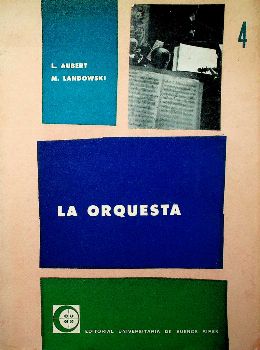 L. AUBERT
M. LANDOWSKI
4
LA ORQUESTA
EDITORIAL UNIVERSITARIA DE BUENOS AIRES